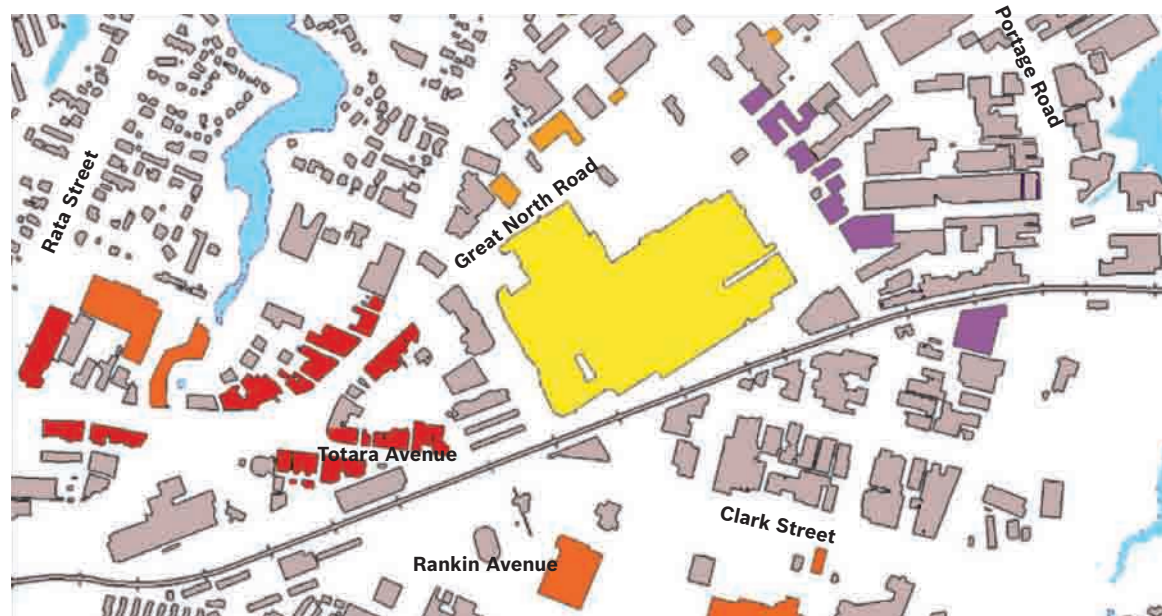 Portage Road
Rata Street
Great North Road
Totara Avenue
Clark Street
Rankin Avenue